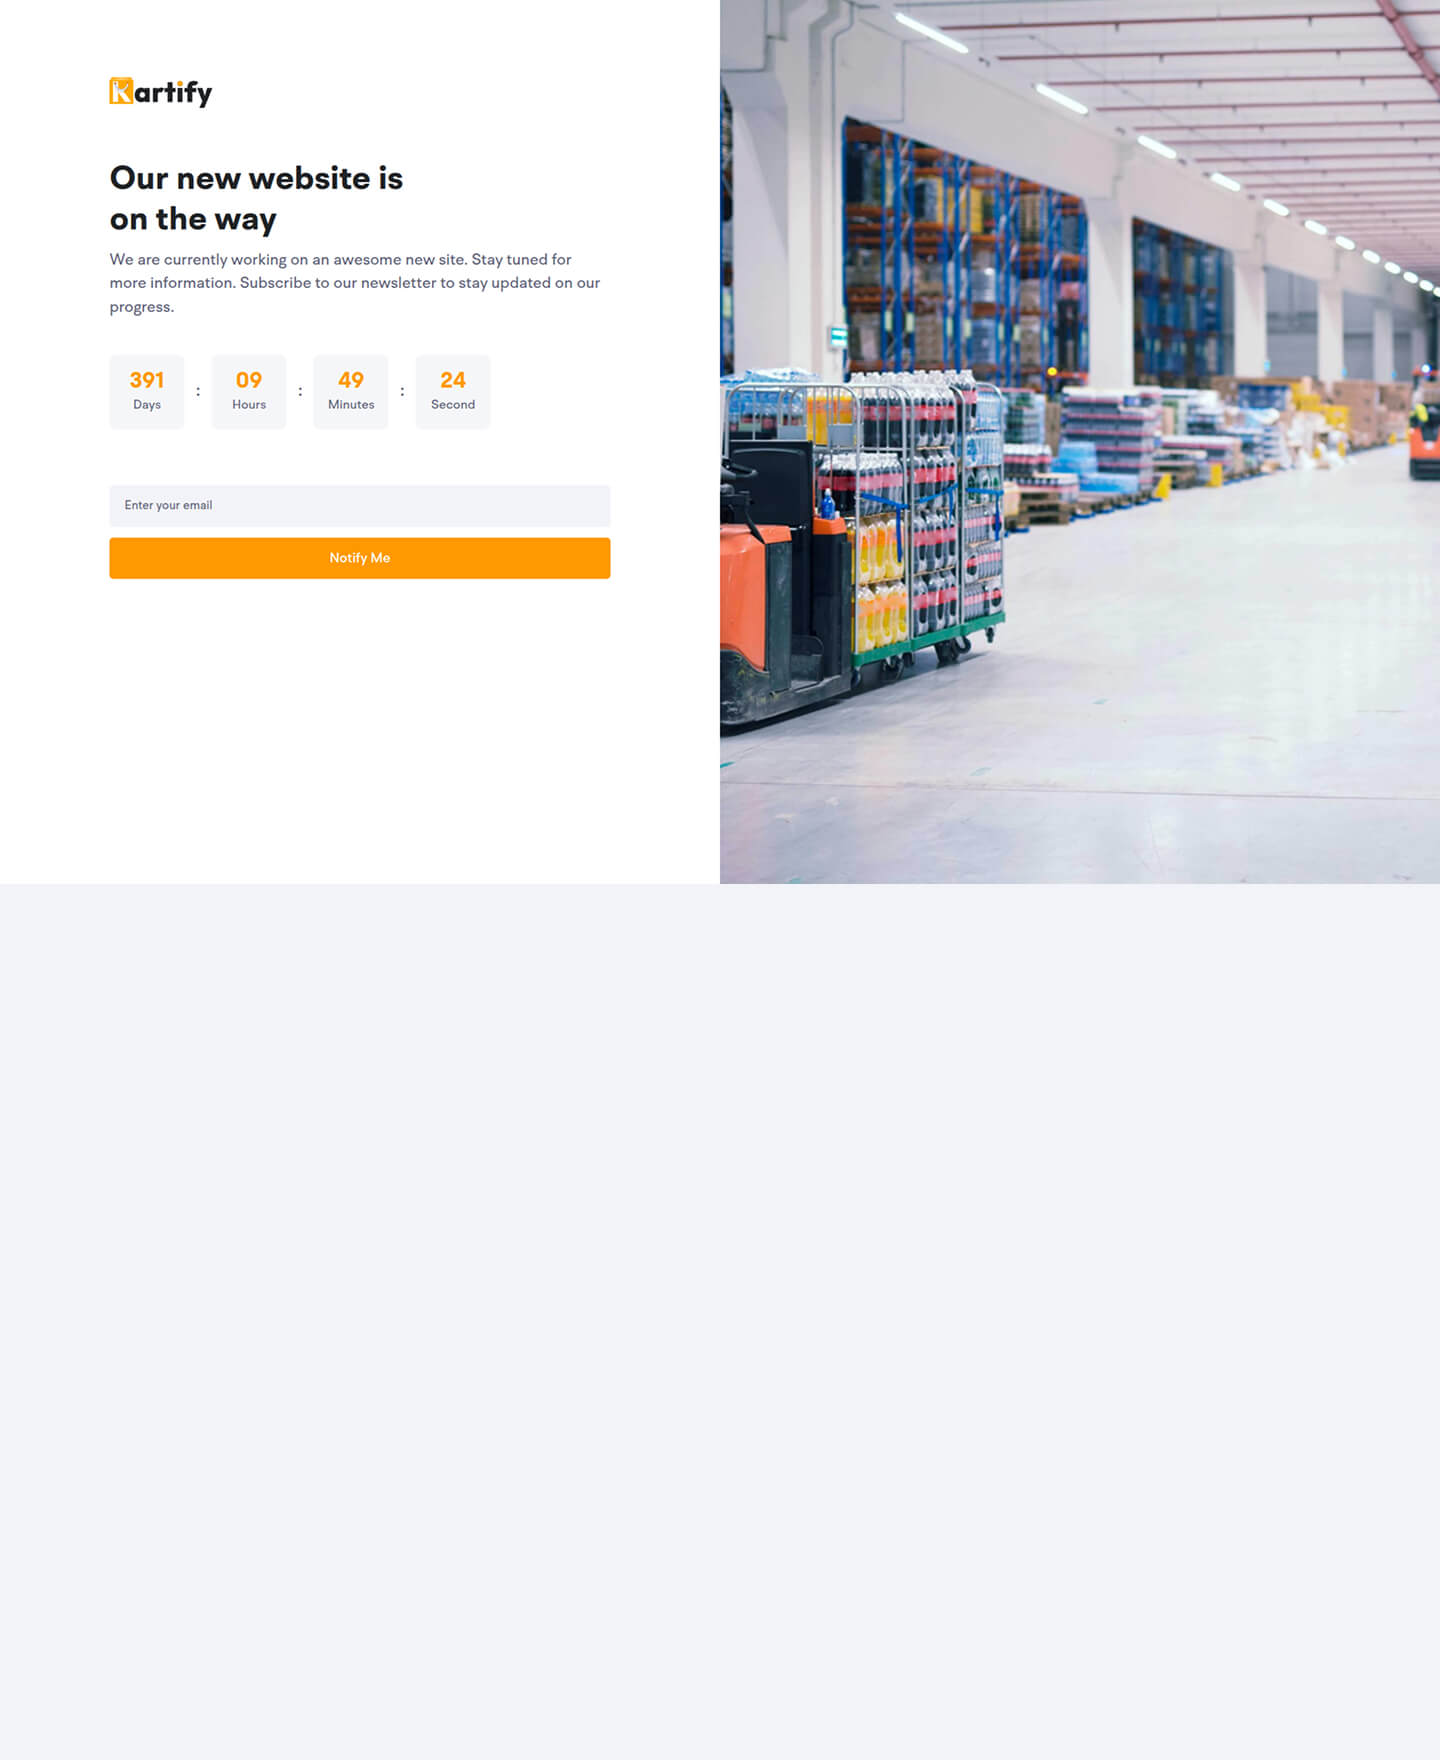 Kartify
Our new website is
on the way
We are currently working on an awesome new site. Stay tuned for
more information. Subscribe to our newsletter to stay updated on our
progress.
391 : 09 : 49 : 24
Days Hours Minutes Second
Enter your email
Notify Me